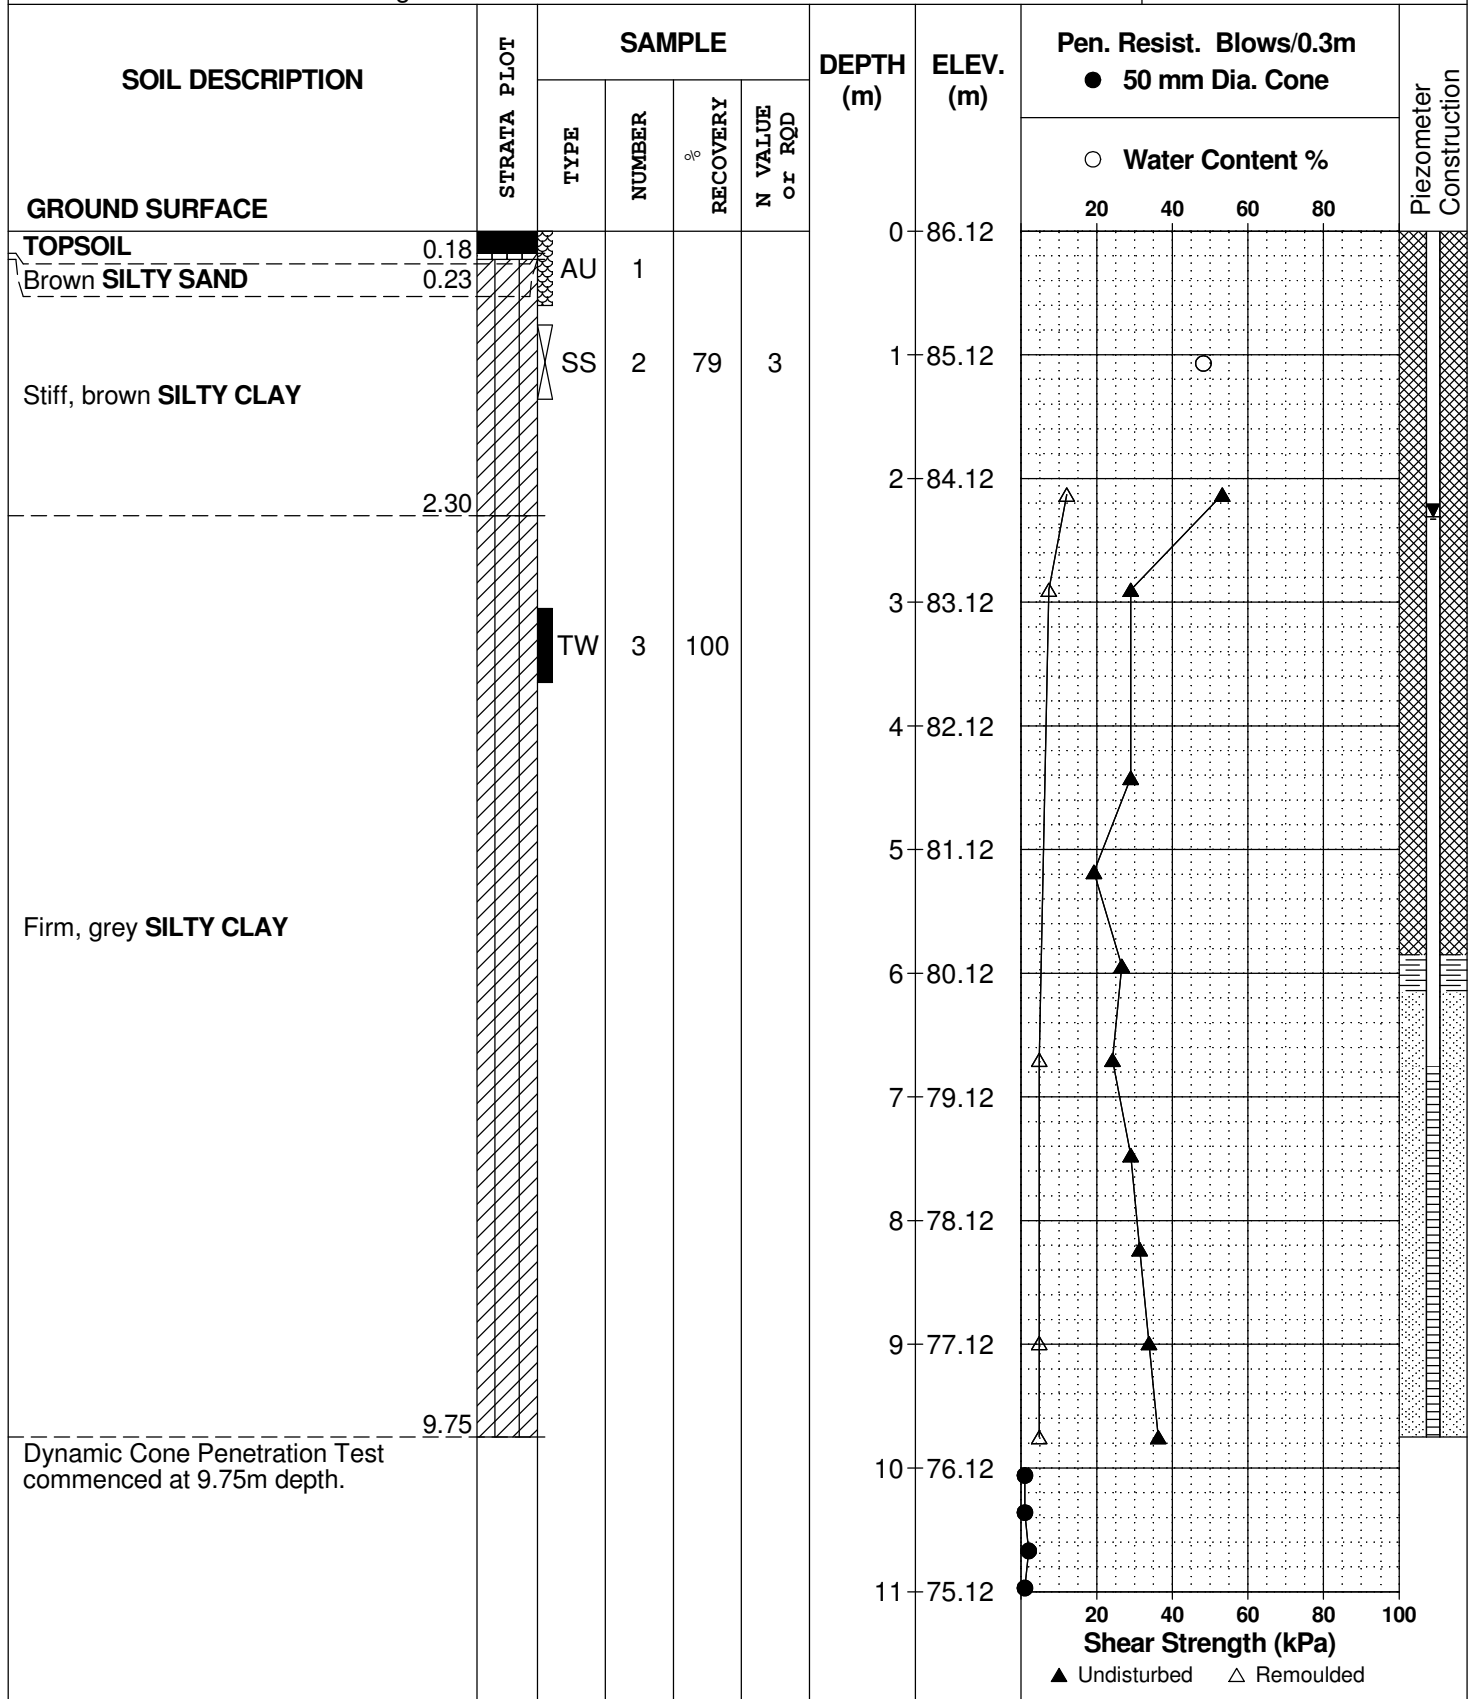 SOIL DESCRIPTION
GROUND SURFACE
STRATA PLOT
SAMPLE
TYPE
NUMBER
% RECOVERY
N VALUE or RQD
DEPTH (m)
ELEV. (m)
Pen. Resist. Blows/0.3m
● 50 mm Dia. Cone
○ Water Content %
20 40 60 80
Piezometer Construction
TOPSOIL 0.18
Brown SILTY SAND 0.23
AU 1
SS 2 79 3
Stiff, brown SILTY CLAY
2.30
TW 3 100
Firm, grey SILTY CLAY
9.75
Dynamic Cone Penetration Test
commenced at 9.75m depth.
0 86.12
1 85.12
2 84.12
3 83.12
4 82.12
5 81.12
6 80.12
7 79.12
8 78.12
9 77.12
10 76.12
11 75.12
20 40 60 80 100
Shear Strength (kPa)
▲ Undisturbed △ Remoulded